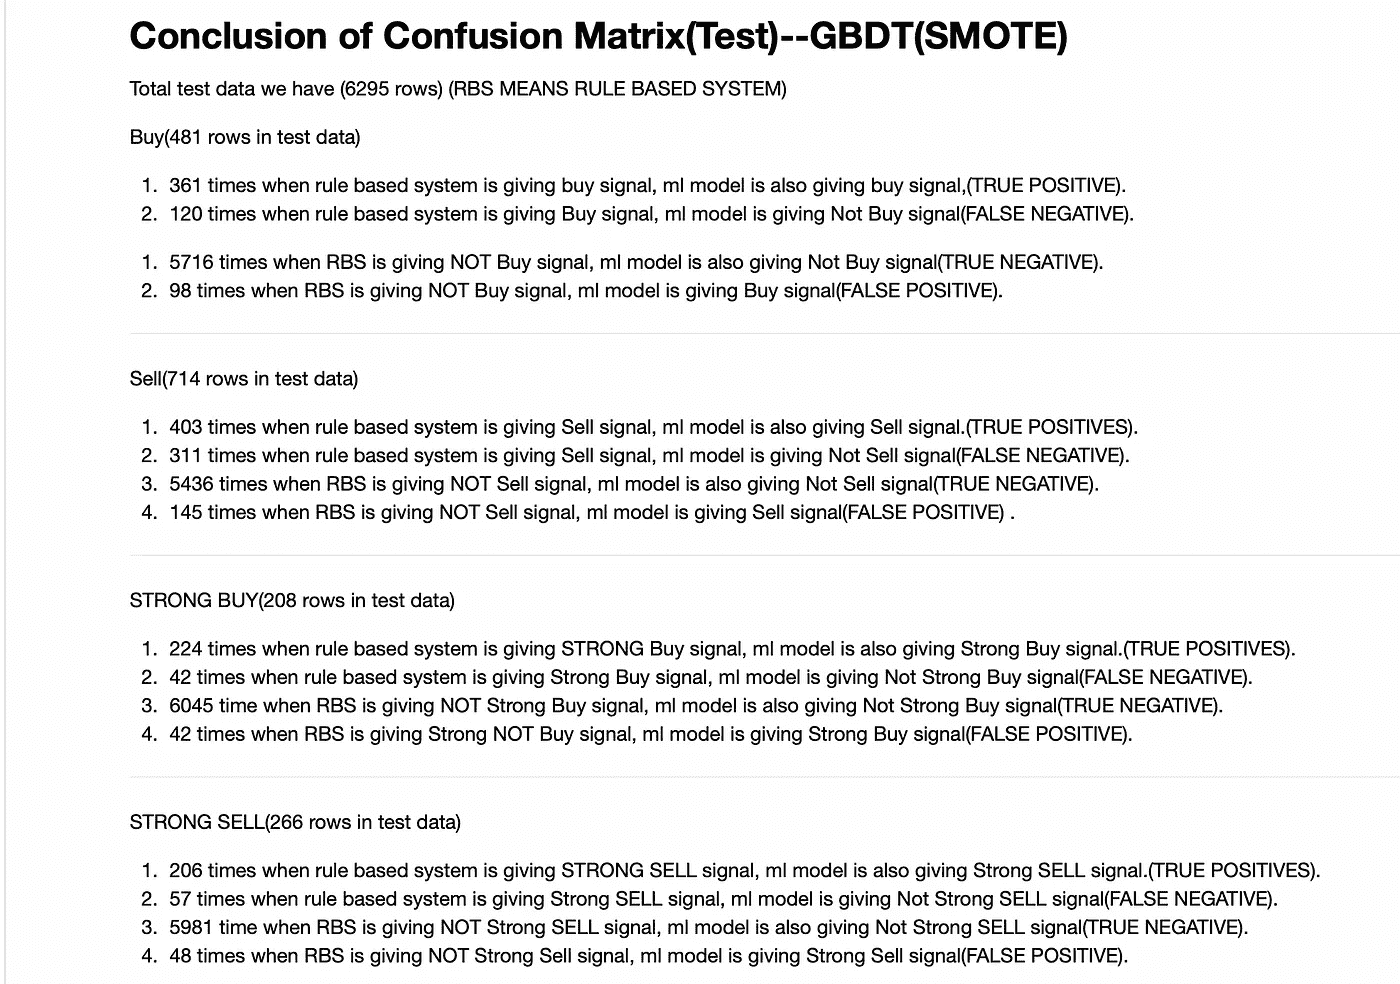 Conclusion of Confusion Matrix(Test)--GBDT(SMOTE)
Total test data we have (6295 rows) (RBS MEANS RULE BASED SYSTEM)
Buy(481 rows in test data)
1. 361 times when rule based system is giving buy signal, ml model is also giving buy signal,(TRUE POSITIVE).
2. 120 times when rule based system is giving Buy signal, ml model is giving Not Buy signal(FALSE NEGATIVE).
1. 5716 times when RBS is giving NOT Buy signal, ml model is also giving Not Buy signal(TRUE NEGATIVE).
2. 98 times when RBS is giving NOT Buy signal, ml model is giving Buy signal(FALSE POSITIVE).
Sell(714 rows in test data)
1. 403 times when rule based system is giving Sell signal, ml model is also giving Sell signal.(TRUE POSITIVES).
2. 311 times when rule based system is giving Sell signal, ml model is giving Not Sell signal(FALSE NEGATIVE).
3. 5436 times when RBS is giving NOT Sell signal, ml model is also giving Not Sell signal(TRUE NEGATIVE).
4. 145 times when RBS is giving NOT Sell signal, ml model is giving Sell signal(FALSE POSITIVE) .
STRONG BUY(208 rows in test data)
1. 224 times when rule based system is giving STRONG Buy signal, ml model is also giving Strong Buy signal.(TRUE POSITIVES).
2. 42 times when rule based system is giving Strong Buy signal, ml model is giving Not Strong Buy signal(FALSE NEGATIVE).
3. 6045 time when RBS is giving NOT Strong Buy signal, ml model is also giving Not Strong Buy signal(TRUE NEGATIVE).
4. 42 times when RBS is giving Strong NOT Buy signal, ml model is giving Strong Buy signal(FALSE POSITIVE).
STRONG SELL(266 rows in test data)
1. 206 times when rule based system is giving STRONG SELL signal, ml model is also giving Strong SELL signal.(TRUE POSITIVES).
2. 57 times when rule based system is giving Strong SELL signal, ml model is giving Not Strong SELL signal(FALSE NEGATIVE).
3. 5981 time when RBS is giving NOT Strong SELL signal, ml model is also giving Not Strong SELL signal(TRUE NEGATIVE).
4. 48 times when RBS is giving NOT Strong Sell signal, ml model is giving Strong Sell signal(FALSE POSITIVE).